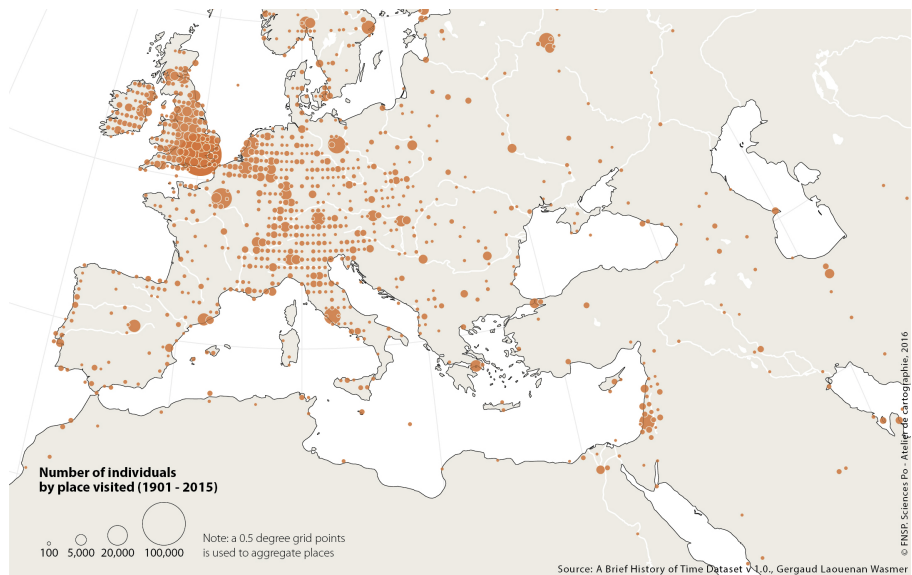 Number of individuals
by place visited (1901 - 2015)
100
5,000
20,000
100,000
Note: a 0.5 degree grid points
is used to aggregate places
Source: A Brief History of Time Dataset v 1.0., Gergaud Laouenan Wasmer
© FNSP. Sciences Po - Atelier de cartographie, 2016